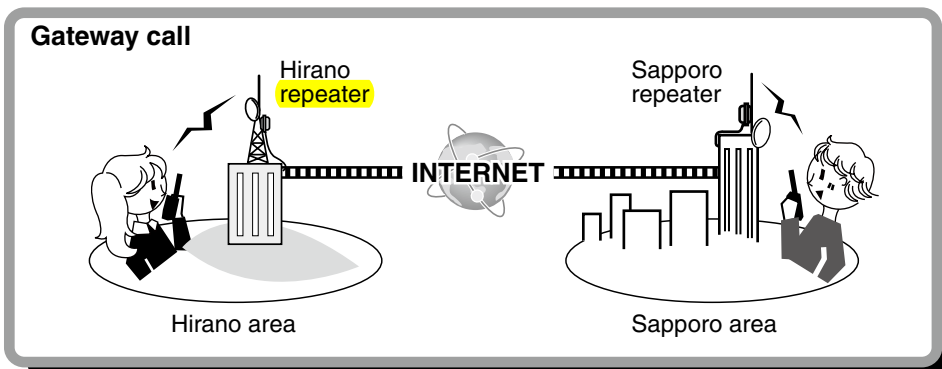 Gateway call
Hirano
repeater
Sapporo
repeater
INTERNET
Hirano area
Sapporo area